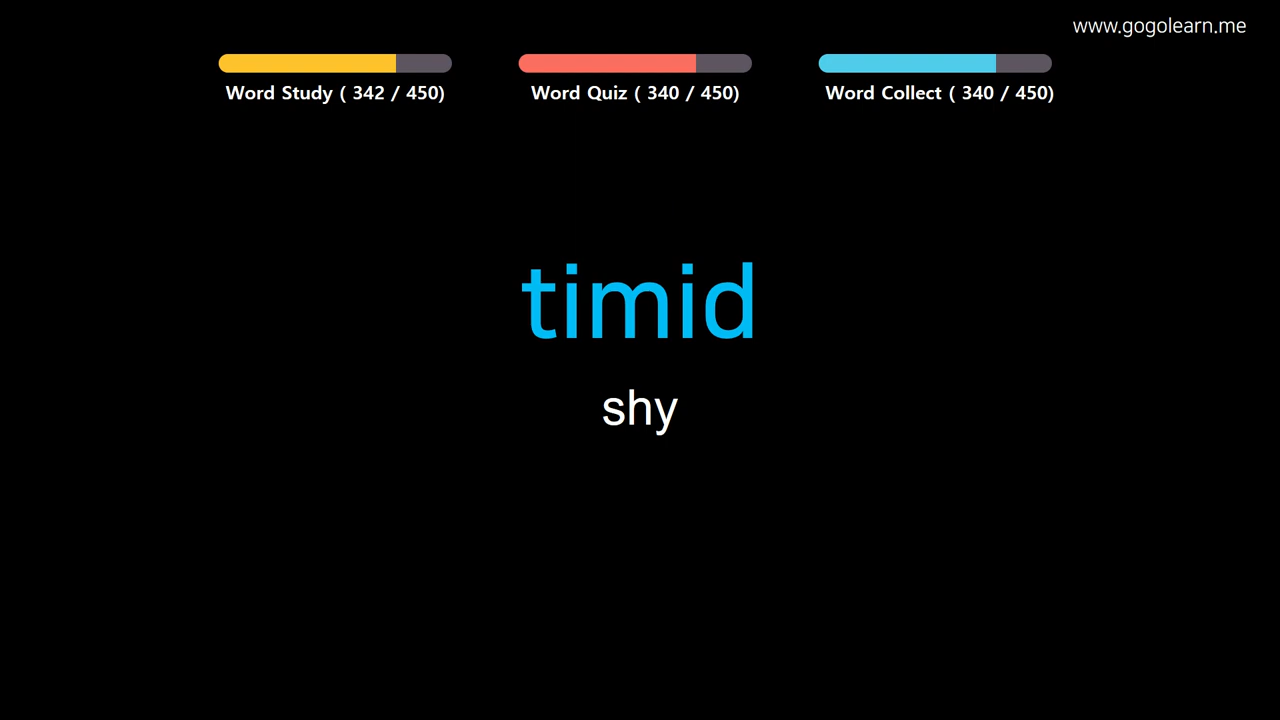 www.gogolearn.me
Word Study ( 342 / 450)
Word Quiz ( 340 / 450)
Word Collect ( 340 / 450)
timid
shy